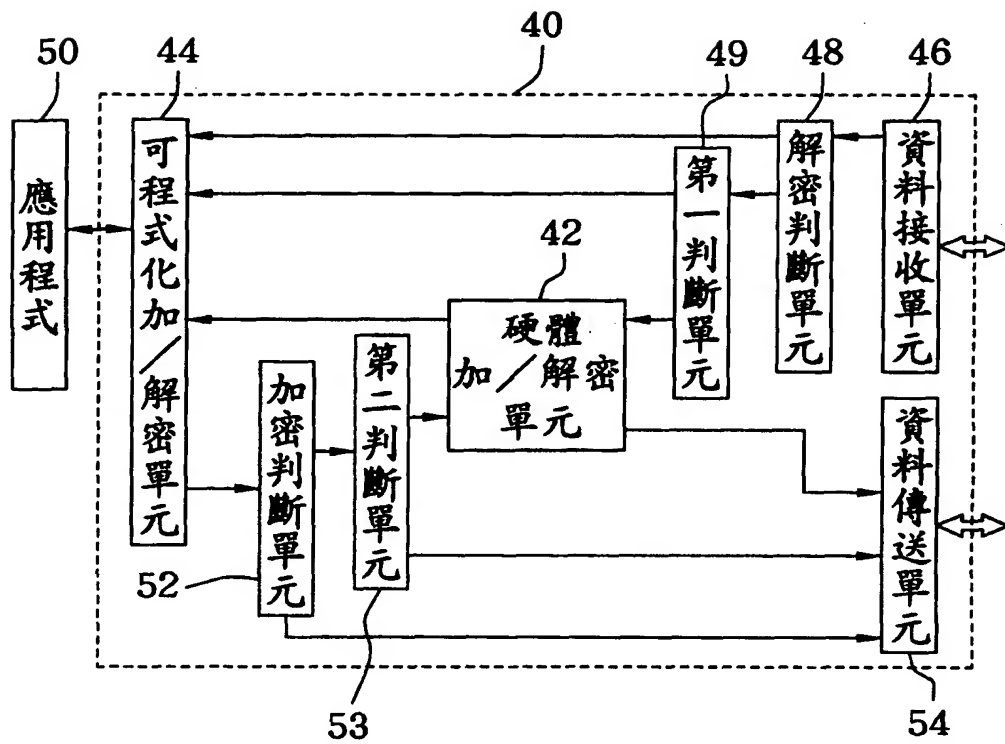 50
44
40
49
48
46
應用程式
可程式化加／解密單元
第一判斷單元
解密判斷單元
資料接收單元
42
硬體
加／解密
單元
加密判斷單元
第二判斷單元
資料傳送單元
52
53
54